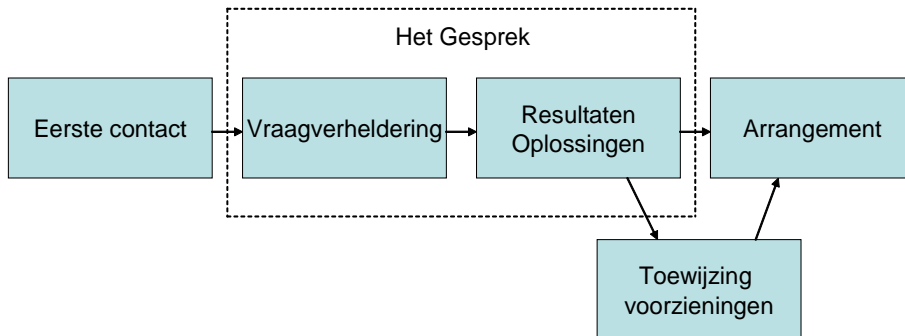 Het Gesprek
Eerste contact
Vraagverheldering
Resultaten
Oplossingen
Arrangement
Toewijzing
voorzieningen